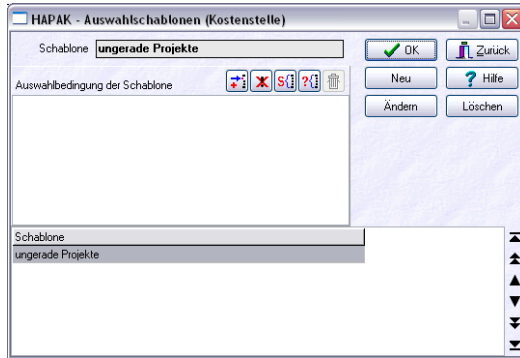 HAPAK - Auswahlschablonen (Kostenstelle)
Schablone ungerade Projekte
OK
Zurück
Auswahlbedingung der Schablone
S{} ?{}
Neu
Hilfe
Ändern
Löschen
Schablone
ungerade Projekte